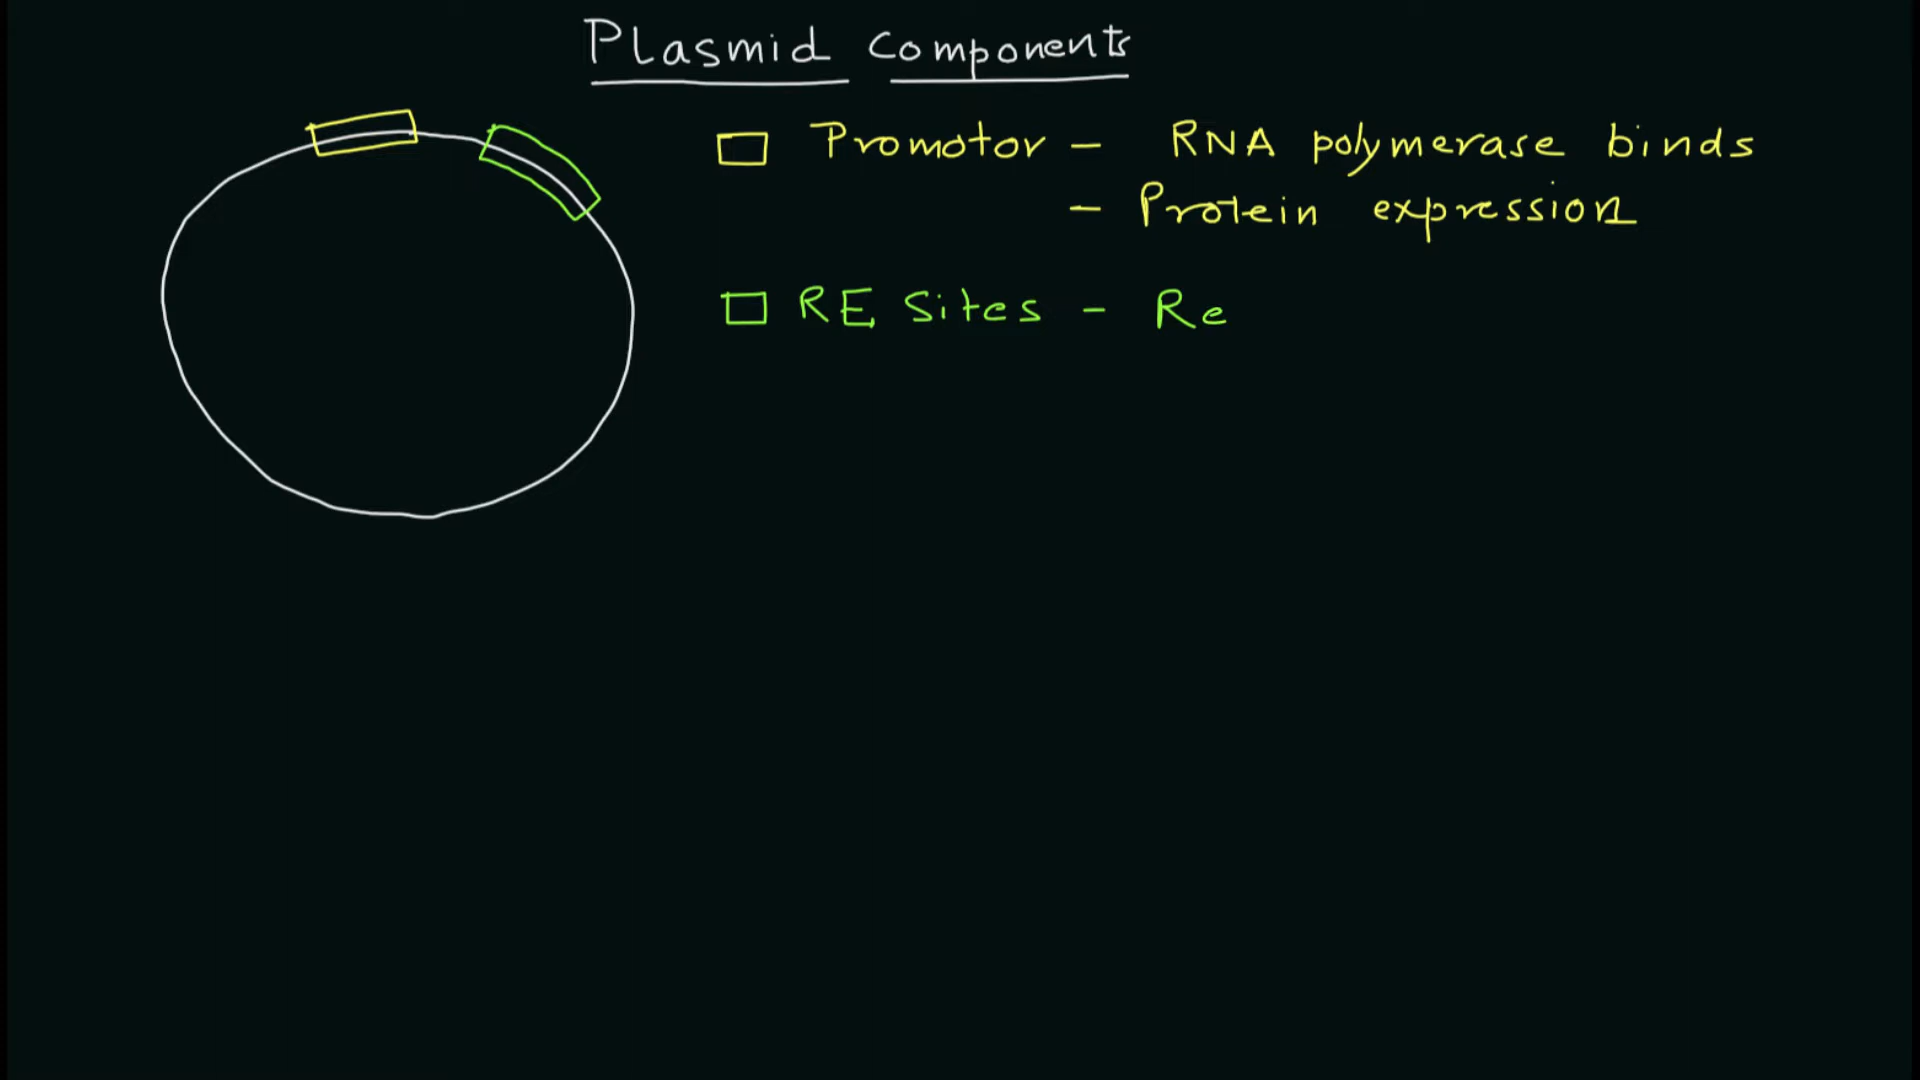 Plasmid Components
Promotor - RNA polymerase binds
- Protein expression
RE Sites - Re